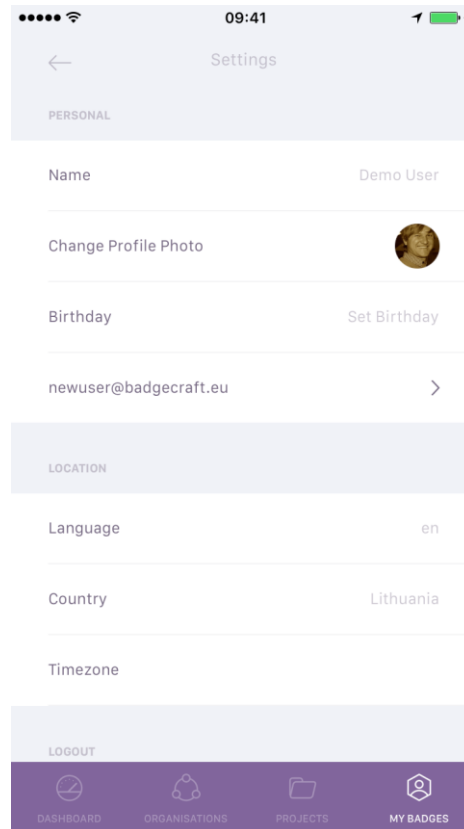 09:41
Settings
PERSONAL
Name Demo User
Change Profile Photo
Birthday Set Birthday
newuser@badgecraft.eu
LOCATION
Language en
Country Lithuania
Timezone
LOGOUT
DASHBOARD ORGANISATIONS PROJECTS MY BADGES